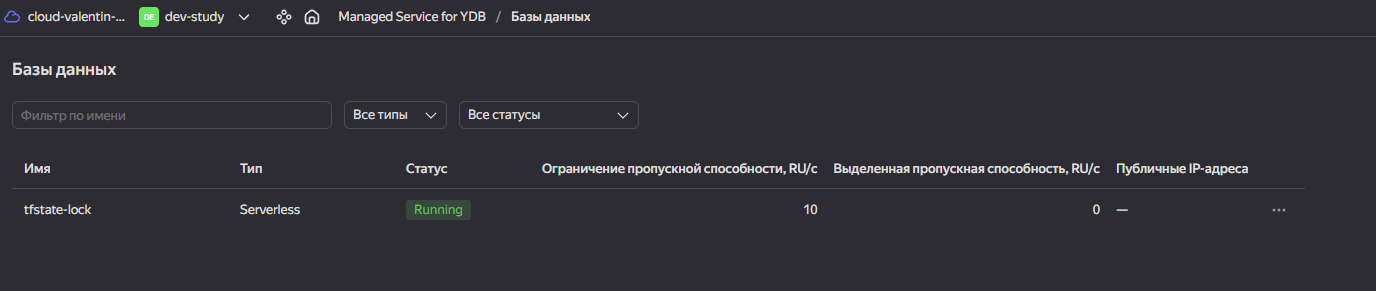 cloud-valentin-... DE dev-study Managed Service for YDB / Базы данных
Базы данных
Фильтр по имени Все типы Все статусы
Имя Тип Статус Ограничение пропускной способности, RU/с Выделенная пропускная способность, RU/с Публичные IP-адреса
tfstate-lock Serverless Running 10 0 — ···